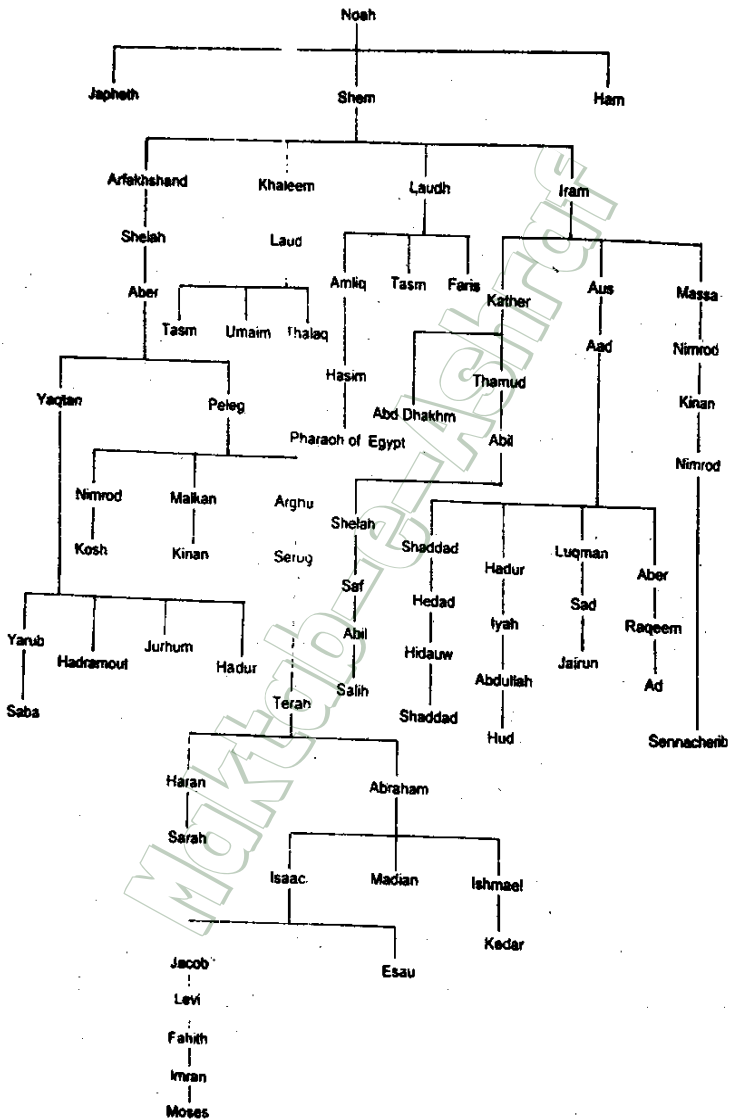 Noah
Japheth Shem Ham
Arfakhshand Khaleem Laudh Iram
Shelah Laud
Aber Amliq Tasm Faris Kather Aus Massa
Tasm Umaim Thalaq
Aad Nimrod
Hasim Thamud
Yaqtan Peleg Abd Dhakhm Kinan
Pharaoh of Egypt Abil
Nimrod
Nimrod Malkan Arghu
Shelah
Kosh Kinan Serug Shaddad Hadur Luqman Aber
Saf Hedad Iyah Sad Raqeem
Yarub Hadramout Jurhum Hadur Abil
Hidauw Abdullah Jairun Ad
Saba Terah Salih
Shaddad Hud Sennacherib
Haran Abraham
Sarah
Isaac Madian Ishmael
Kedar
Jacob Esau
Levi
Fahith
Imran
Moses
Maktab-e-Ashraf